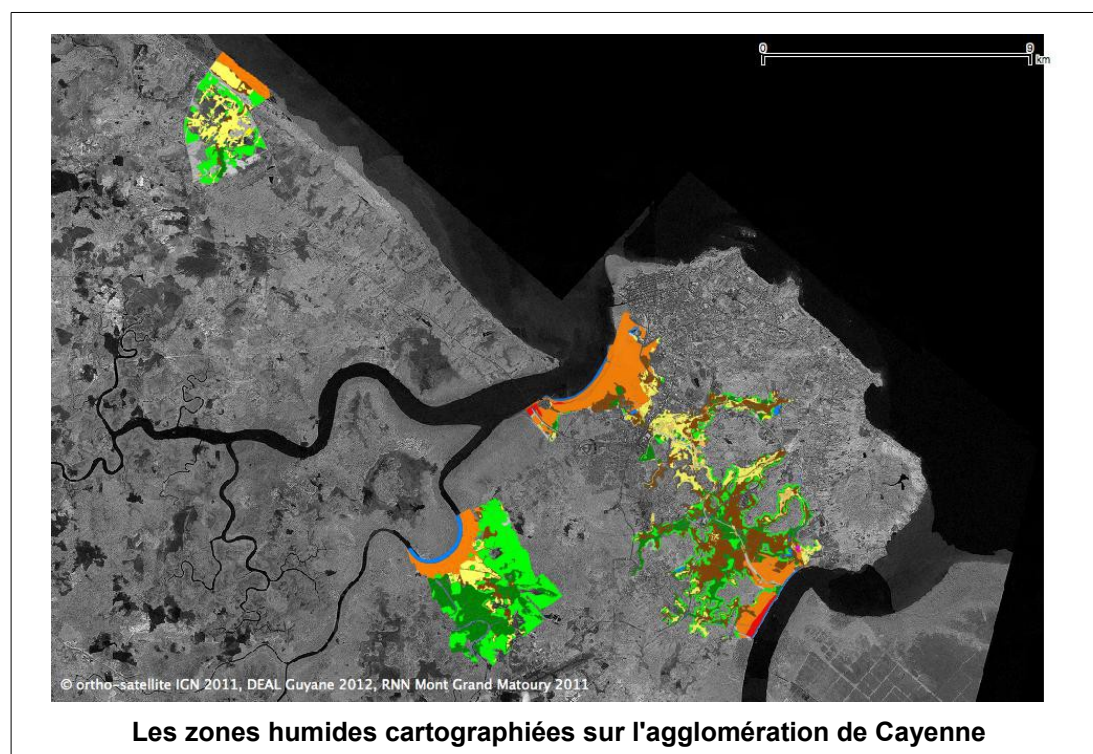 0 9
km
© ortho-satellite IGN 2011, DEAL Guyane 2012, RNN Mont Grand Matoury 2011
Les zones humides cartographiées sur l'agglomération de Cayenne